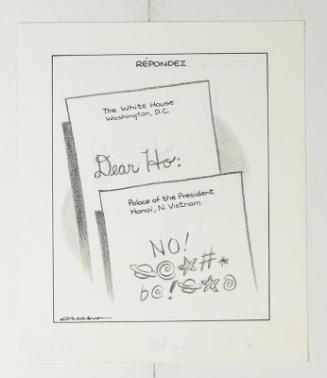 RÉPONDEZ
The White House
Washington, D.C.
Dear Ho:
Palace of the President
Hanoi, N. Vietnam
NO!
#*
b@!